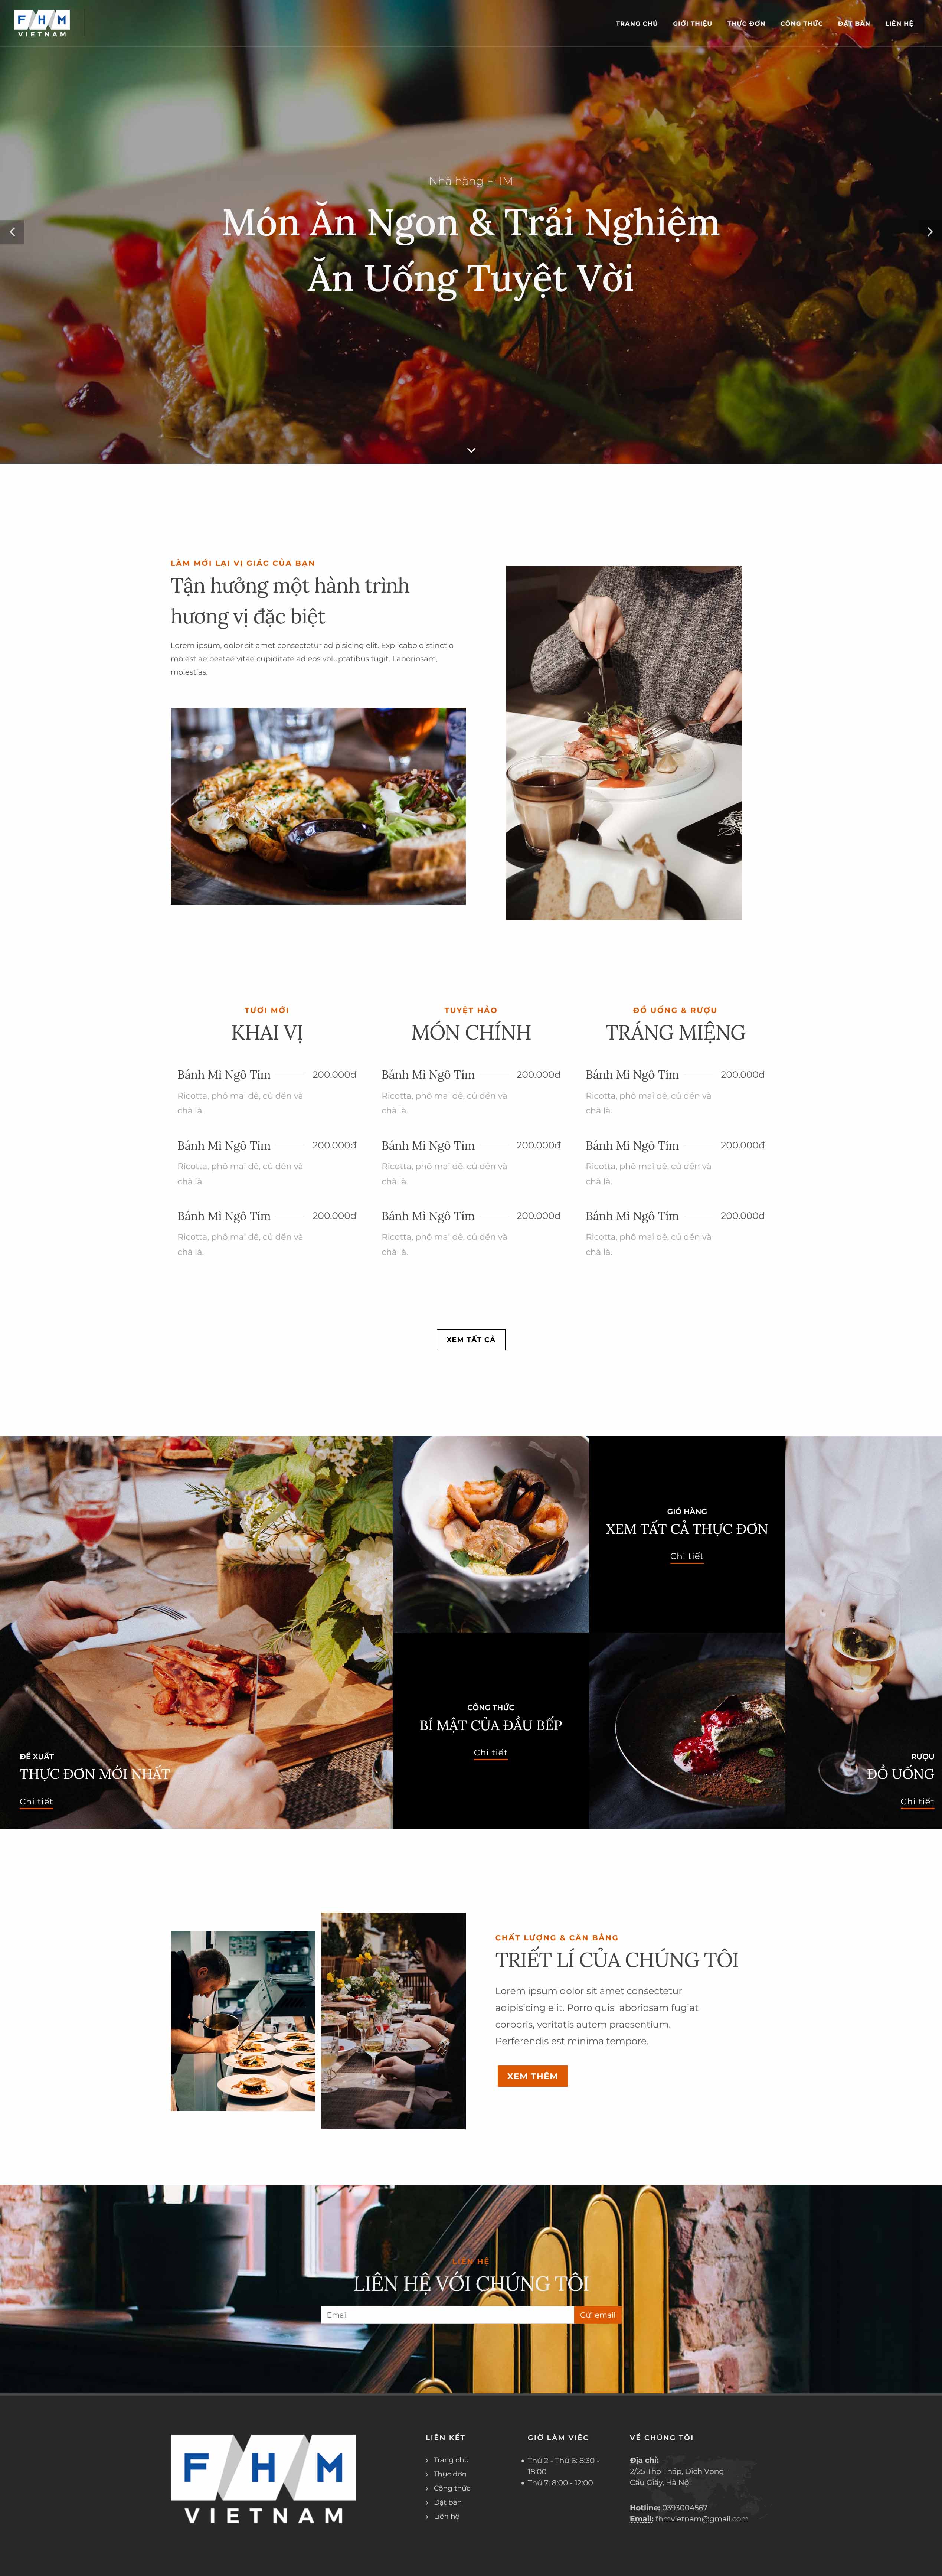 F H M
VIETNAM
TRANG CHỦ
GIỚI THIỆU
THỰC ĐƠN
CÔNG THỨC
ĐẶT BÀN
LIÊN HỆ
Nhà hàng FHM
Món Ăn Ngon & Trải Nghiệm
Ăn Uống Tuyệt Vời
LÀM MỚI LẠI VỊ GIÁC CỦA BẠN
Tận hưởng một hành trình
hương vị đặc biệt
Lorem ipsum, dolor sit amet consectetur adipisicing elit. Explicabo distinctio
molestiae beatae vitae cupiditate ad eos voluptatibus fugit. Laboriosam,
molestias.
TƯƠI MỚI
KHAI VỊ
Bánh Mì Ngô Tím 200.000đ
Ricotta, phô mai dê, củ dền và
chà là.
Bánh Mì Ngô Tím 200.000đ
Ricotta, phô mai dê, củ dền và
chà là.
Bánh Mì Ngô Tím 200.000đ
Ricotta, phô mai dê, củ dền và
chà là.
TUYỆT HẢO
MÓN CHÍNH
Bánh Mì Ngô Tím 200.000đ
Ricotta, phô mai dê, củ dền và
chà là.
Bánh Mì Ngô Tím 200.000đ
Ricotta, phô mai dê, củ dền và
chà là.
Bánh Mì Ngô Tím 200.000đ
Ricotta, phô mai dê, củ dền và
chà là.
ĐỒ UỐNG & RƯỢU
TRÁNG MIỆNG
Bánh Mì Ngô Tím 200.000đ
Ricotta, phô mai dê, củ dền và
chà là.
Bánh Mì Ngô Tím 200.000đ
Ricotta, phô mai dê, củ dền và
chà là.
Bánh Mì Ngô Tím 200.000đ
Ricotta, phô mai dê, củ dền và
chà là.
XEM TẤT CẢ
ĐỀ XUẤT
THỰC ĐƠN MỚI NHẤT
Chi tiết
GIỎ HÀNG
XEM TẤT CẢ THỰC ĐƠN
Chi tiết
CÔNG THỨC
BÍ MẬT CỦA ĐẦU BẾP
Chi tiết
RƯỢU
ĐỒ UỐNG
Chi tiết
CHẤT LƯỢNG & CÂN BẰNG
TRIẾT LÍ CỦA CHÚNG TÔI
Lorem ipsum dolor sit amet consectetur
adipisicing elit. Porro quis laboriosam fugiat
corporis, veritatis autem praesentium.
Perferendis est minima tempore.
XEM THÊM
LIÊN HỆ
LIÊN HỆ VỚI CHÚNG TÔI
Email
Gửi email
F H M
VIETNAM
LIÊN KẾT
Trang chủ
Thực đơn
Công thức
Đặt bàn
Liên hệ
GIỜ LÀM VIỆC
Thứ 2 - Thứ 6: 8:30 -
18:00
Thứ 7: 8:00 - 12:00
VỀ CHÚNG TÔI
Địa chỉ:
2/25 Thọ Tháp, Dịch Vọng
Cầu Giấy, Hà Nội
Hotline: 0393004567
Email: fhmvietnam@gmail.com